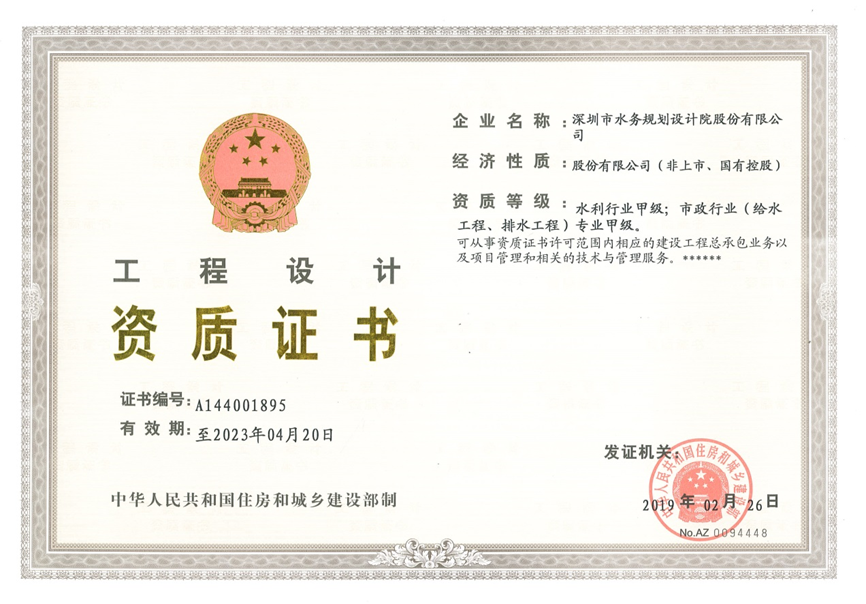 工程设计
资质证书
证书编号:A144001895
有效期:至2023年04月20日
中华人民共和国住房和城乡建设部制
企业名称:深圳市水务规划设计院股份有限公
司
经济性质:股份有限公司（非上市、国有控股）
资质等级:水利行业甲级；市政行业（给水
工程、排水工程）专业甲级。
可从事资质证书许可范围内相应的建设工程总承包业务以
及项目管理和相关的技术与管理服务。******
发证机关:
中华人民共和国住房和城乡建设部
2019年02月26日
No.AZ 0094448